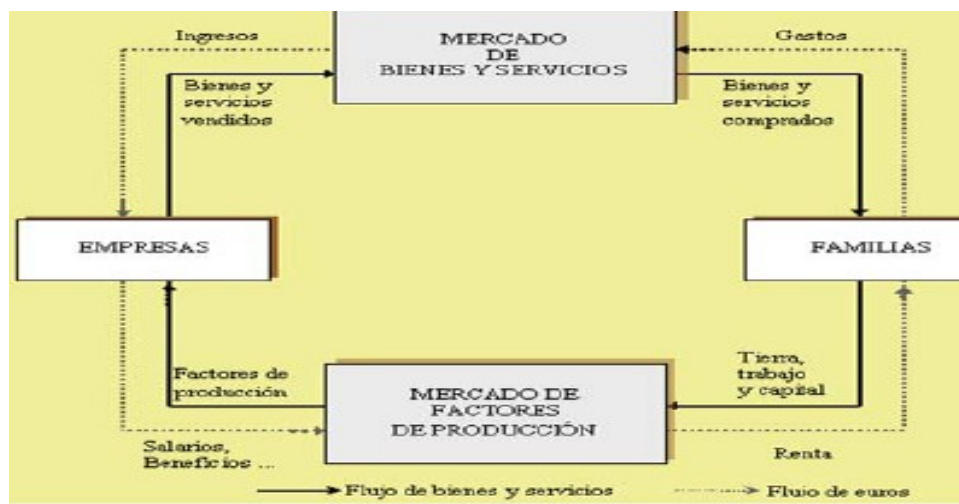 Ingresos
MERCADO
DE
BIENES Y SERVICIOS
Gastos
Bienes y
servicios
vendidos
Bienes y
servicios
comprados
EMPRESAS
FAMILIAS
Factores de
producción
MERCADO DE
FACTORES
DE PRODUCCIÓN
Tierra,
trabajo
y capital
Salarios,
Beneficios ...
Renta
Flujo de bienes y servicios
Flujo de euros